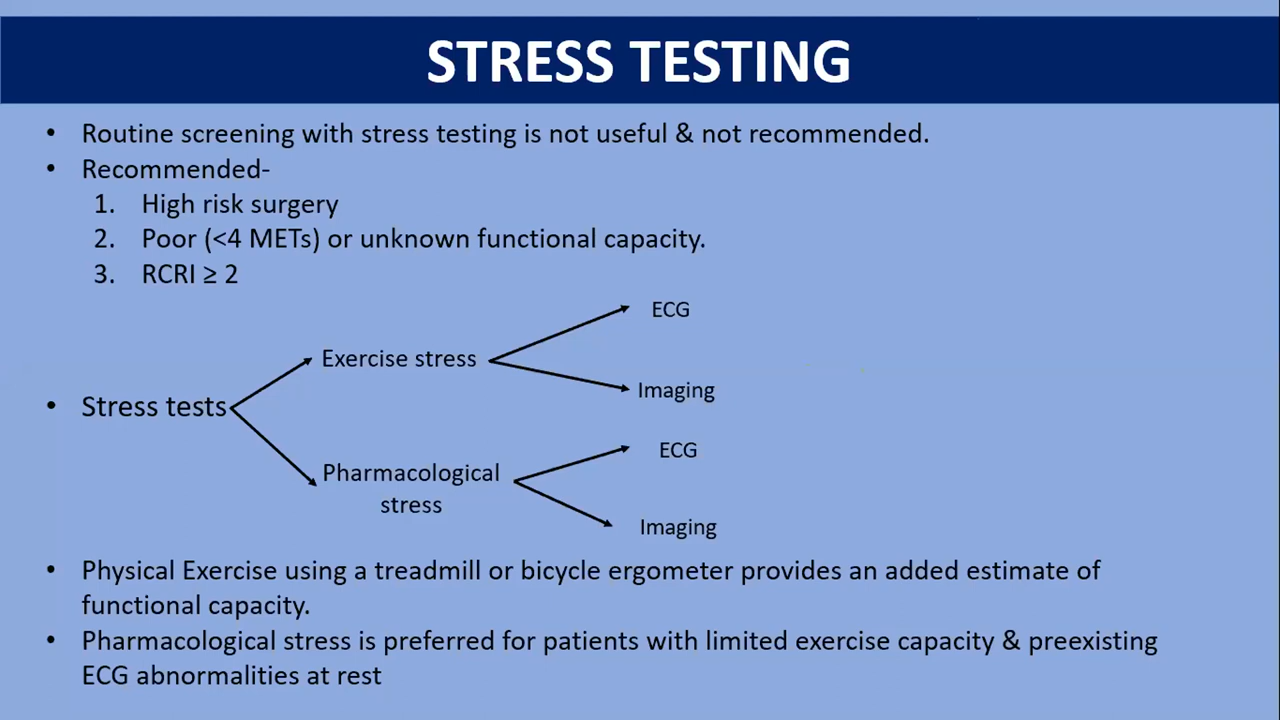 STRESS TESTING
• Routine screening with stress testing is not useful & not recommended.
• Recommended-
1. High risk surgery
2. Poor (<4 METs) or unknown functional capacity.
3. RCRI ≥ 2
ECG
Exercise stress
Imaging
• Stress tests
ECG
Pharmacological
stress
Imaging
• Physical Exercise using a treadmill or bicycle ergometer provides an added estimate of
functional capacity.
• Pharmacological stress is preferred for patients with limited exercise capacity & preexisting
ECG abnormalities at rest